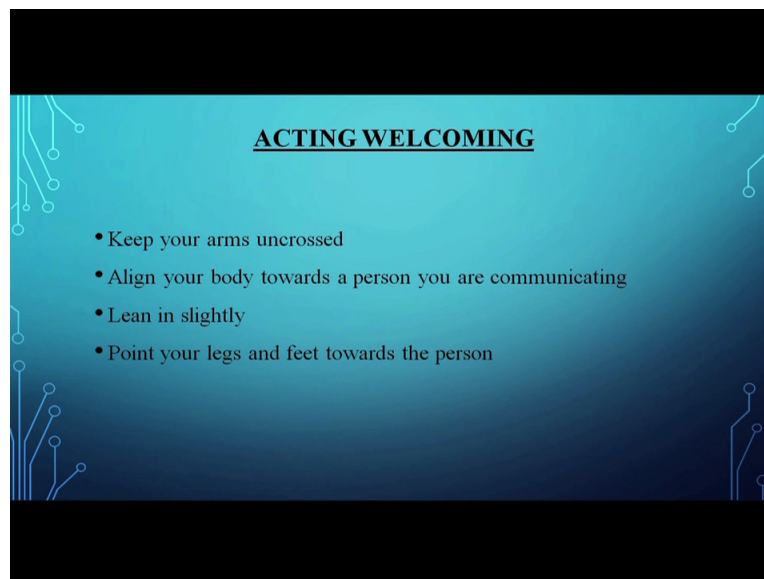 ACTING WELCOMING
• Keep your arms uncrossed
• Align your body towards a person you are communicating
• Lean in slightly
• Point your legs and feet towards the person